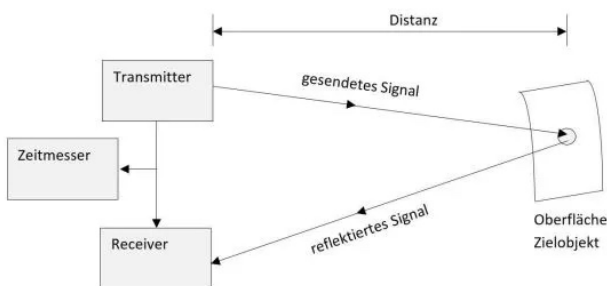 Distanz
Transmitter
gesendetes Signal
Zeitmesser
Receiver
reflektiertes Signal
Oberfläche
Zielobjekt